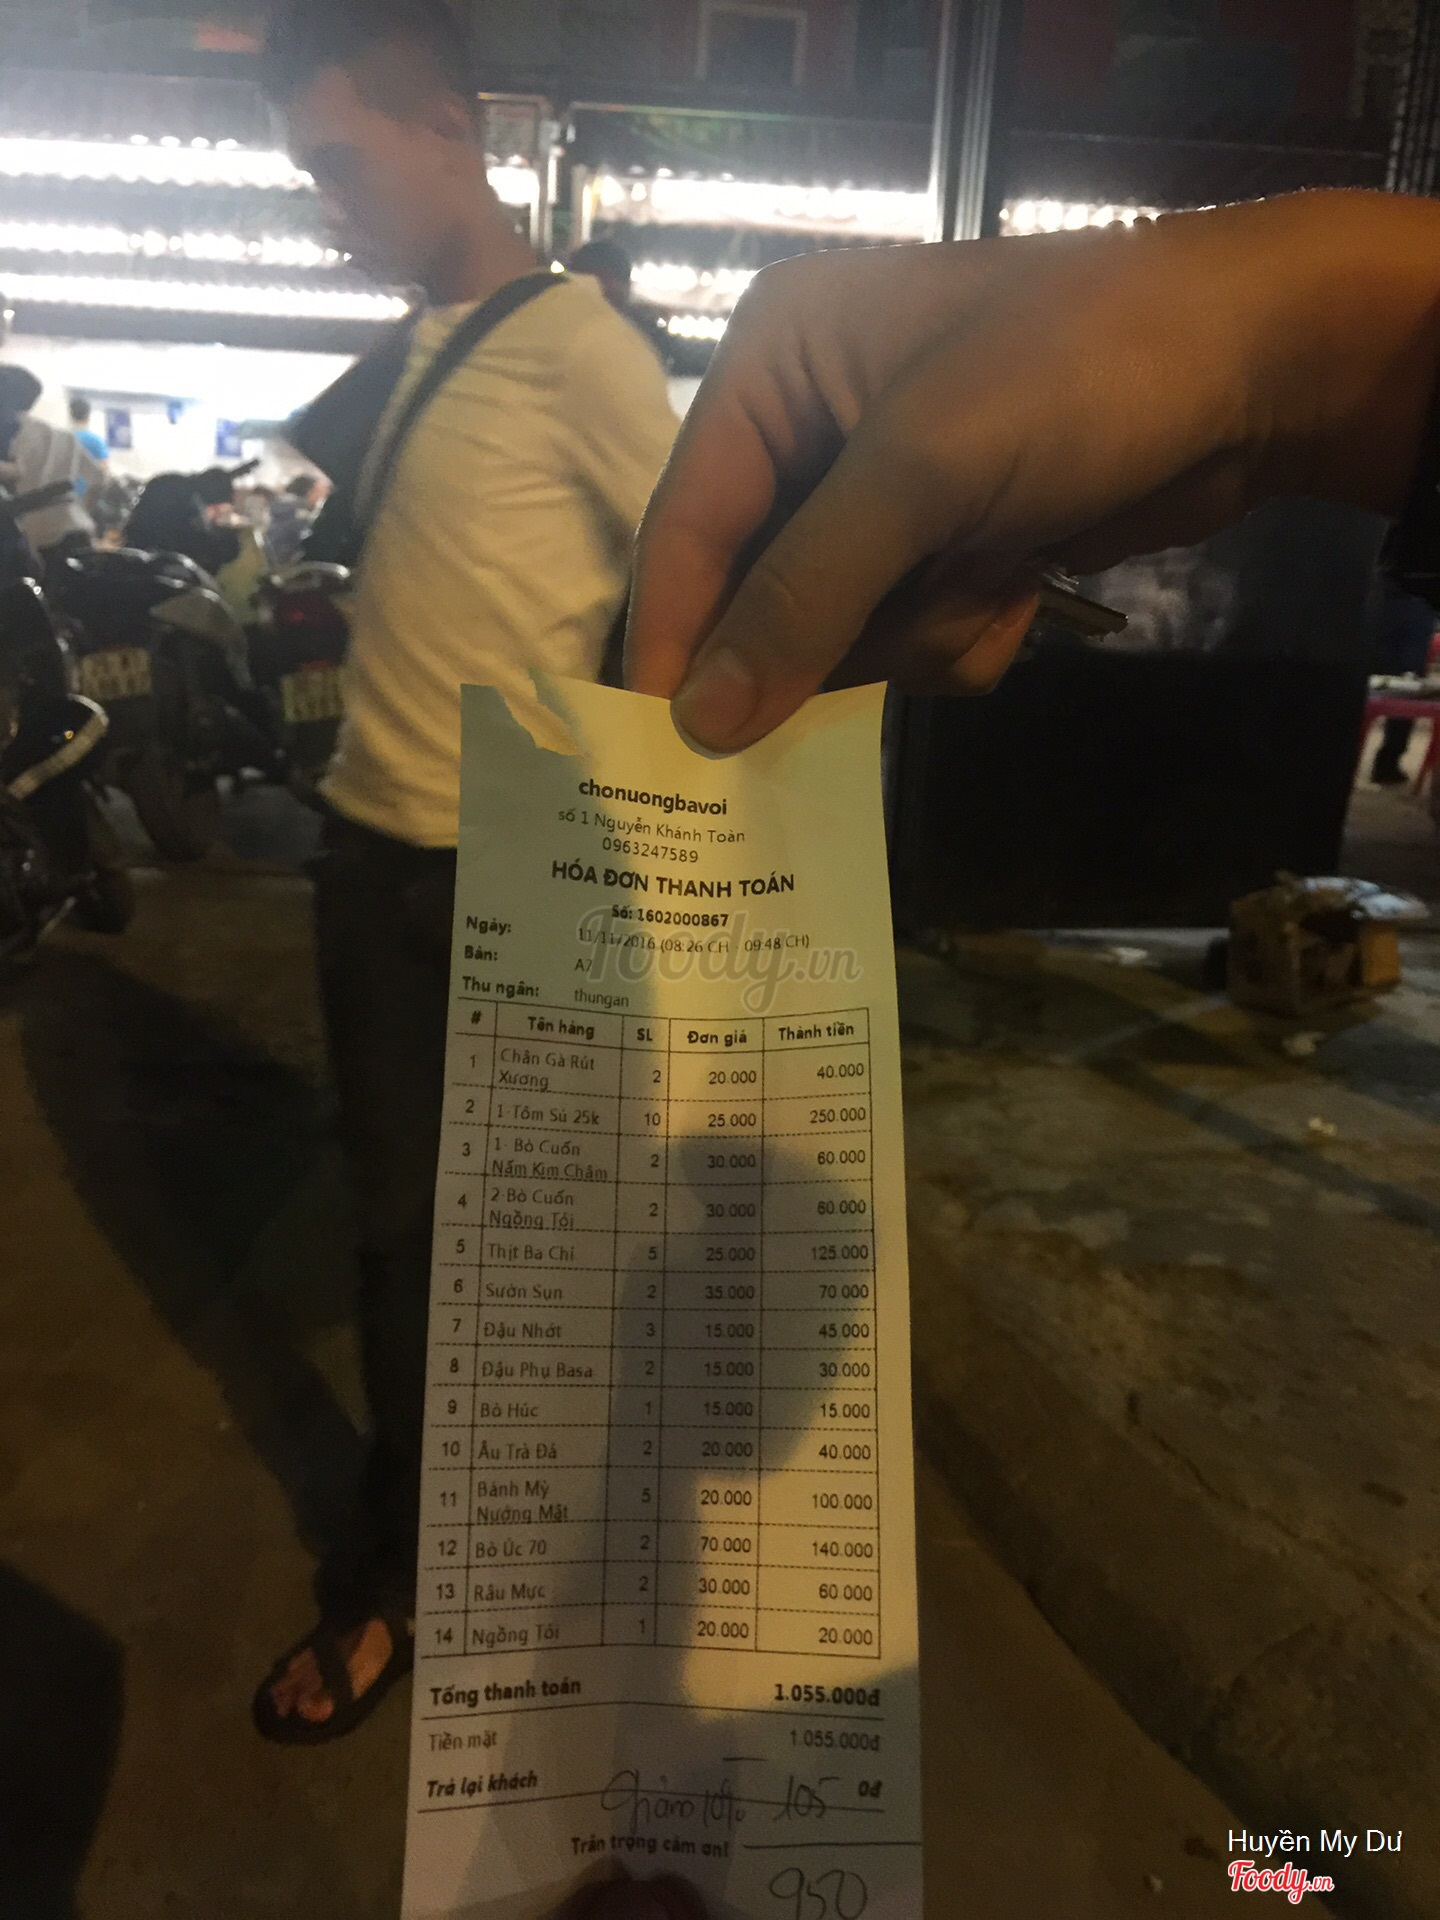 chonuongbavoi
số 1 Nguyễn Khánh Toàn
0963247589
HÓA ĐƠN THANH TOÁN
Số: 1602000867
Ngày: 11/11/2016 (08:26 CH - 09:48 CH)
Bàn: A7
Thu ngân: thungan
# Tên hàng SL Đơn giá Thành tiền
1 Chân Gà Rút Xương 2 20.000 40.000
2 1-Tôm Sú 25k 10 25.000 250.000
3 1- Bò Cuốn Nấm Kim Châm 2 30.000 60.000
4 2-Bò Cuốn Ngồng Tỏi 2 30.000 60.000
5 Thịt Ba Chỉ 5 25.000 125.000
6 Sườn Sụn 2 35.000 70.000
7 Đậu Nhớt 3 15.000 45.000
8 Đậu Phụ Basa 2 15.000 30.000
9 Bò Húc 1 15.000 15.000
10 Âu Trà Đá 2 20.000 40.000
11 Bánh Mỳ Nướng Mật 5 20.000 100.000
12 Bò Úc 70 2 70.000 140.000
13 Râu Mực 2 30.000 60.000
14 Ngồng Tỏi 1 20.000 20.000
Tổng thanh toán 1.055.000đ
Tiền mặt 1.055.000đ
Trả lại khách 0đ
Giảm 10% 105
Trân trọng cảm ơn!
950
Foody.vn
Huyền My Dư
Foody.vn